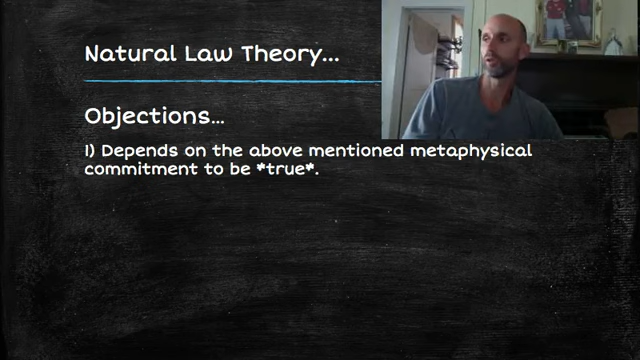 Natural Law Theory...
Objections...
1) Depends on the above mentioned metaphysical
commitment to be *true*.